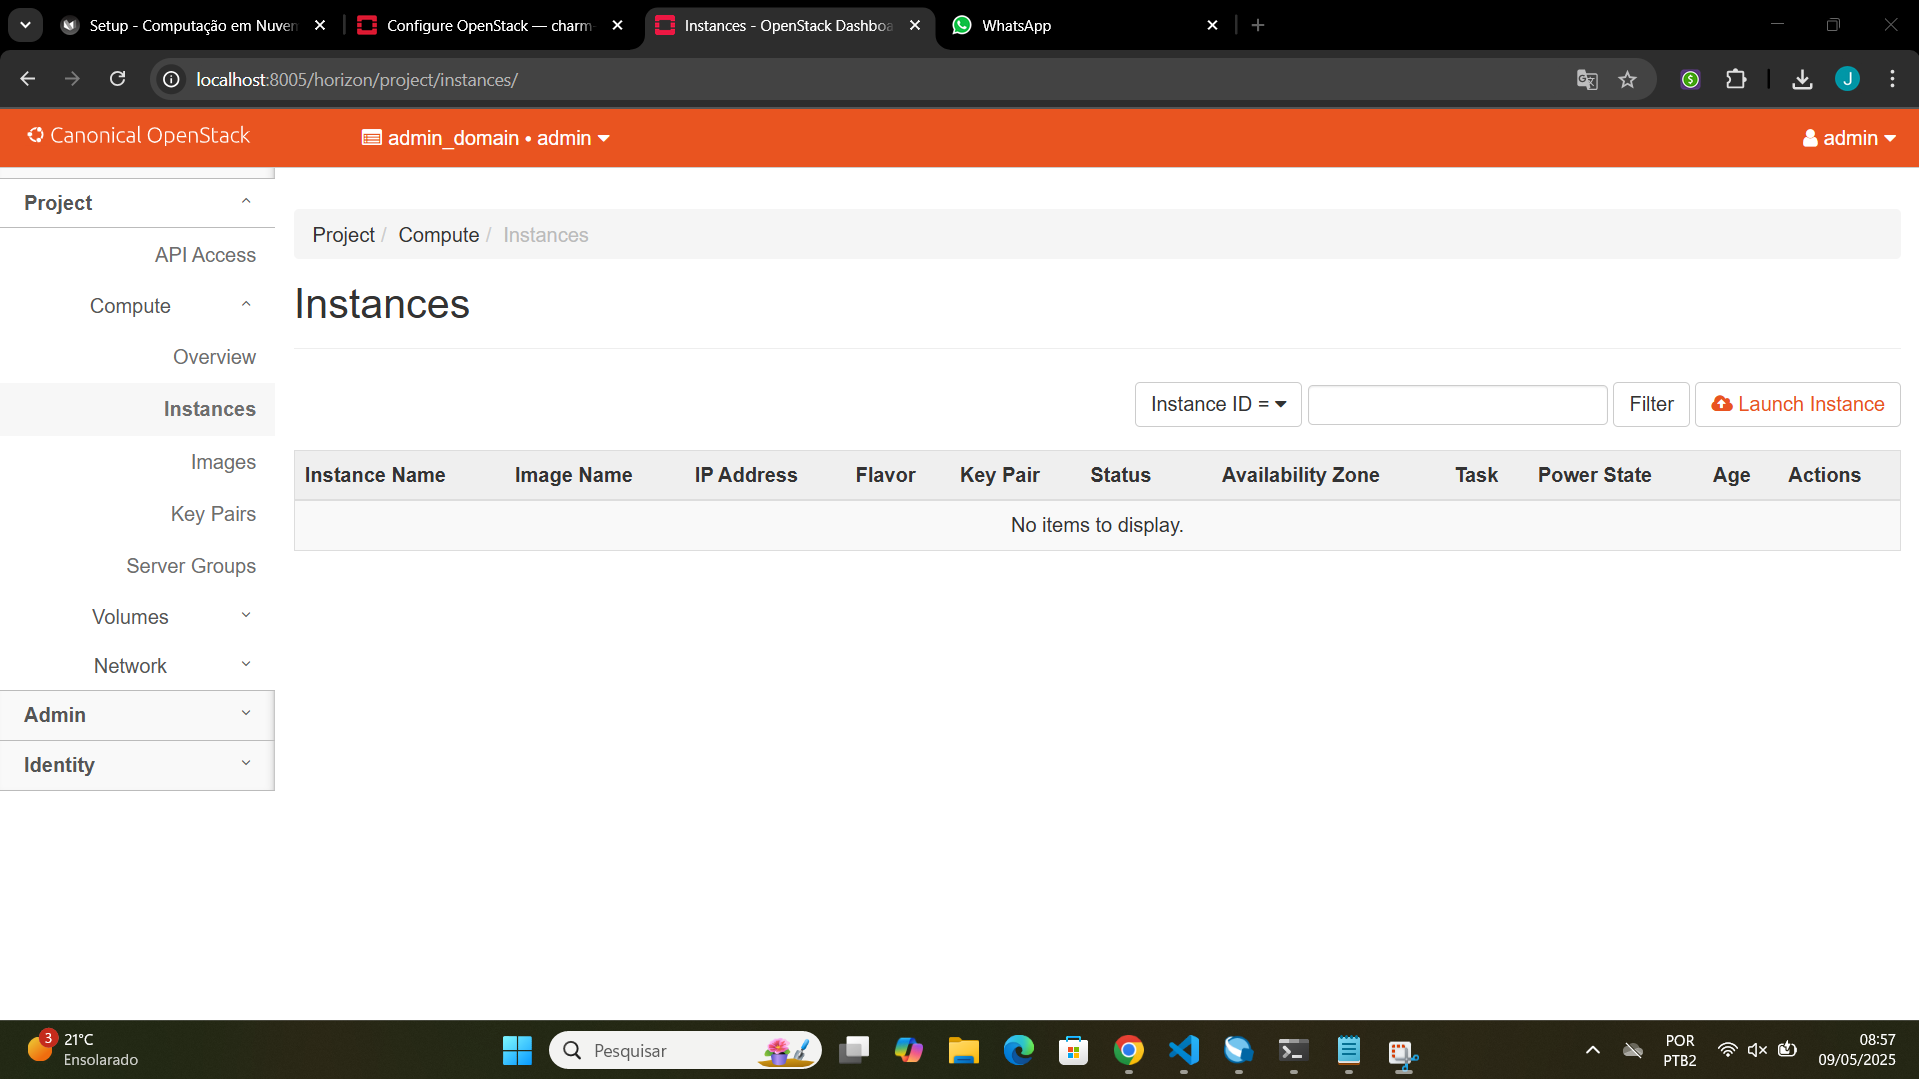 Setup - Computação em Nuven
Configure OpenStack — charm-
Instances - OpenStack Dashboa
WhatsApp
localhost:8005/horizon/project/instances/
J
Canonical OpenStack
admin_domain • admin
admin
Project
API Access
Compute
Overview
Instances
Images
Key Pairs
Server Groups
Volumes
Network
Admin
Identity
Project / Compute / Instances
Instances
Instance ID =
Filter
Launch Instance
Instance Name Image Name IP Address Flavor Key Pair Status Availability Zone Task Power State Age Actions
No items to display.
3
21°C
Ensolarado
Pesquisar
POR
PTB2
08:57
09/05/2025